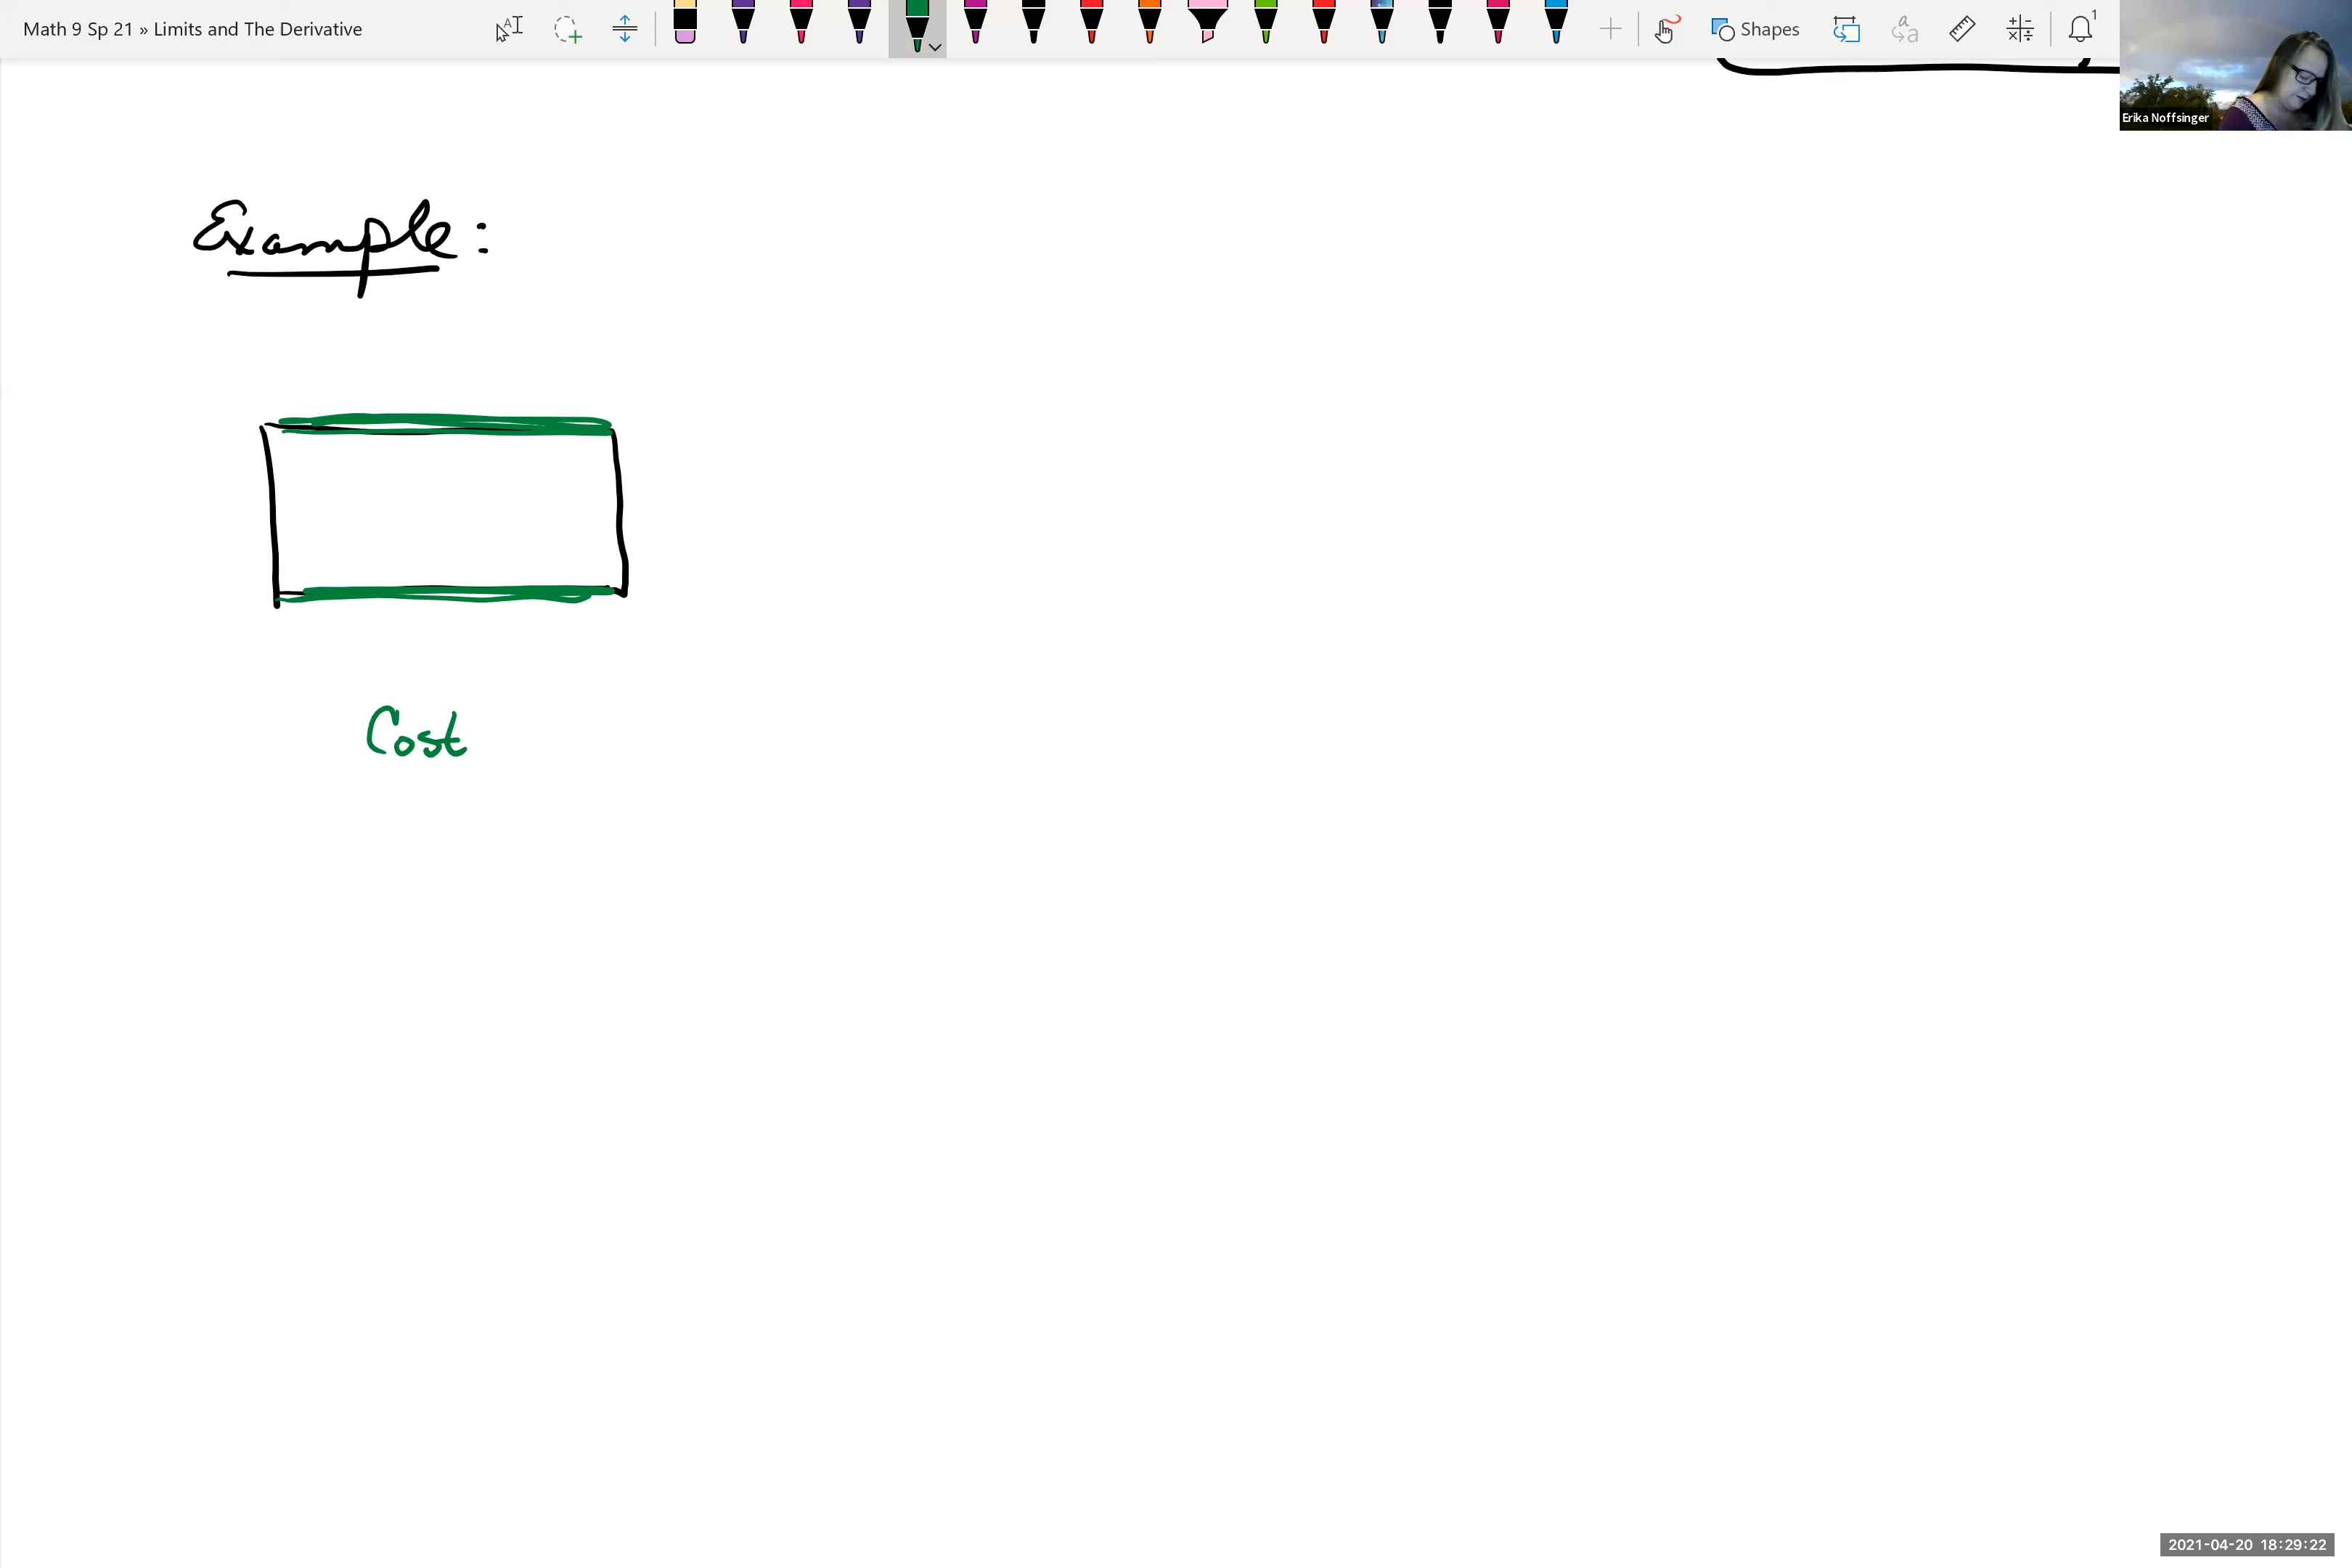 Math 9 Sp 21 » Limits and The Derivative
Shapes
1
Erika Noffsinger
Example:
Cost
2021-04-20 18:29:22